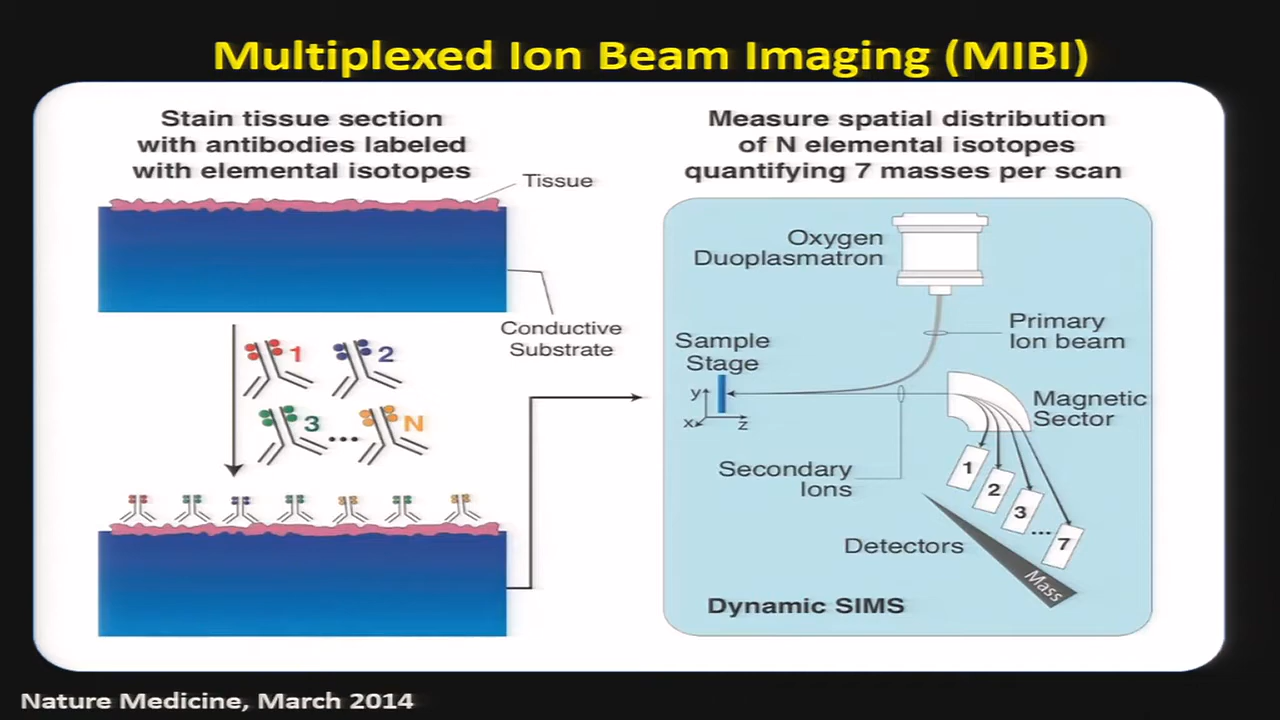 Multiplexed Ion Beam Imaging (MIBI)
Stain tissue section
with antibodies labeled
with elemental isotopes
Tissue
Conductive
Substrate
1
2
3
...
N
Measure spatial distribution
of N elemental isotopes
quantifying 7 masses per scan
Oxygen
Duoplasmatron
Primary
Ion beam
Sample
Stage
y
x
z
Magnetic
Sector
Secondary
Ions
1
2
3
...
7
Detectors
Mass
Dynamic SIMS
Nature Medicine, March 2014